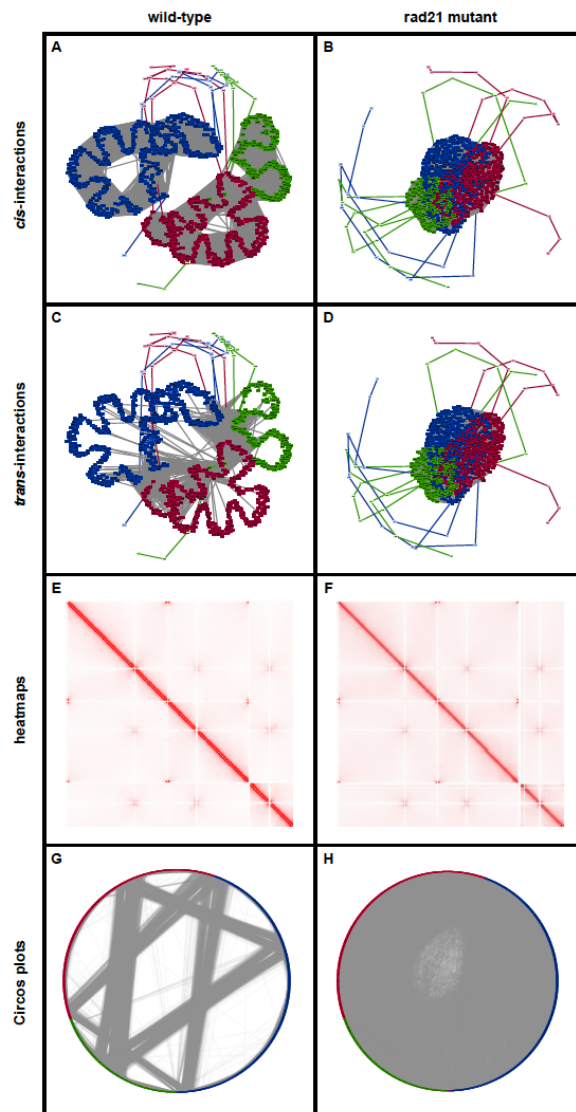 wild-type
rad21 mutant
A
B
cis-interactions
C
D
trans-interactions
E
F
heatmaps
G
H
Circos plots